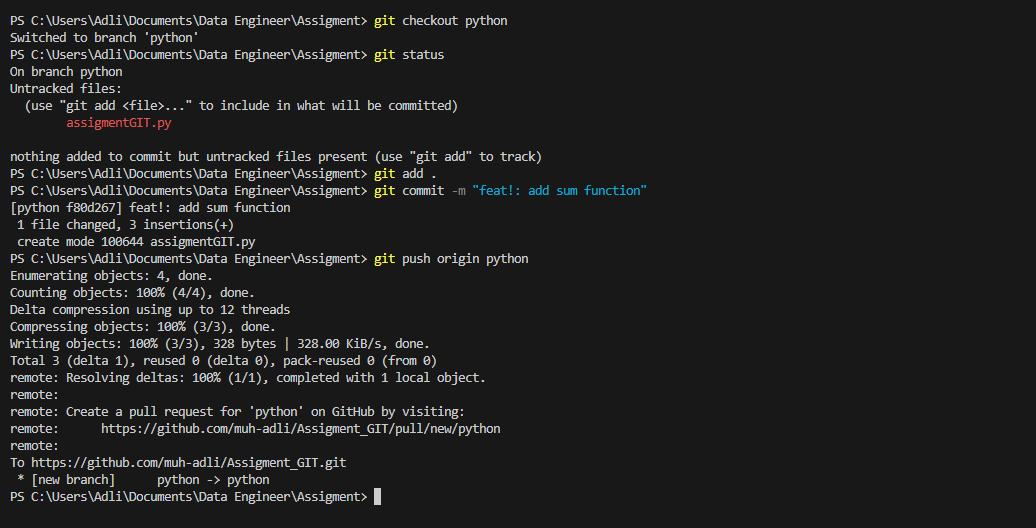 PS C:\Users\Adli\Documents\Data Engineer\Assigment> git checkout python
Switched to branch 'python'
PS C:\Users\Adli\Documents\Data Engineer\Assigment> git status
On branch python
Untracked files:
  (use "git add <file>..." to include in what will be committed)
        assigmentGIT.py

nothing added to commit but untracked files present (use "git add" to track)
PS C:\Users\Adli\Documents\Data Engineer\Assigment> git add .
PS C:\Users\Adli\Documents\Data Engineer\Assigment> git commit -m "feat!: add sum function"
[python f80d267] feat!: add sum function
 1 file changed, 3 insertions(+)
 create mode 100644 assigmentGIT.py
PS C:\Users\Adli\Documents\Data Engineer\Assigment> git push origin python
Enumerating objects: 4, done.
Counting objects: 100% (4/4), done.
Delta compression using up to 12 threads
Compressing objects: 100% (3/3), done.
Writing objects: 100% (3/3), 328 bytes | 328.00 KiB/s, done.
Total 3 (delta 1), reused 0 (delta 0), pack-reused 0 (from 0)
remote: Resolving deltas: 100% (1/1), completed with 1 local object.
remote:
remote: Create a pull request for 'python' on GitHub by visiting:
remote:      https://github.com/muh-adli/Assigment_GIT/pull/new/python
remote:
To https://github.com/muh-adli/Assigment_GIT.git
 * [new branch]      python -> python
PS C:\Users\Adli\Documents\Data Engineer\Assigment>